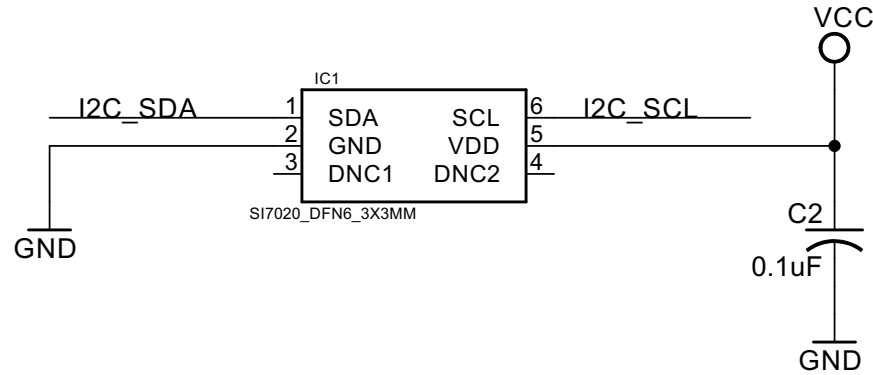 VCC
IC1
I2C_SDA 1 SDA SCL 6 I2C_SCL
2 GND VDD 5
3 DNC1 DNC2 4
SI7020_DFN6_3X3MM
GND
C2
0.1uF
GND